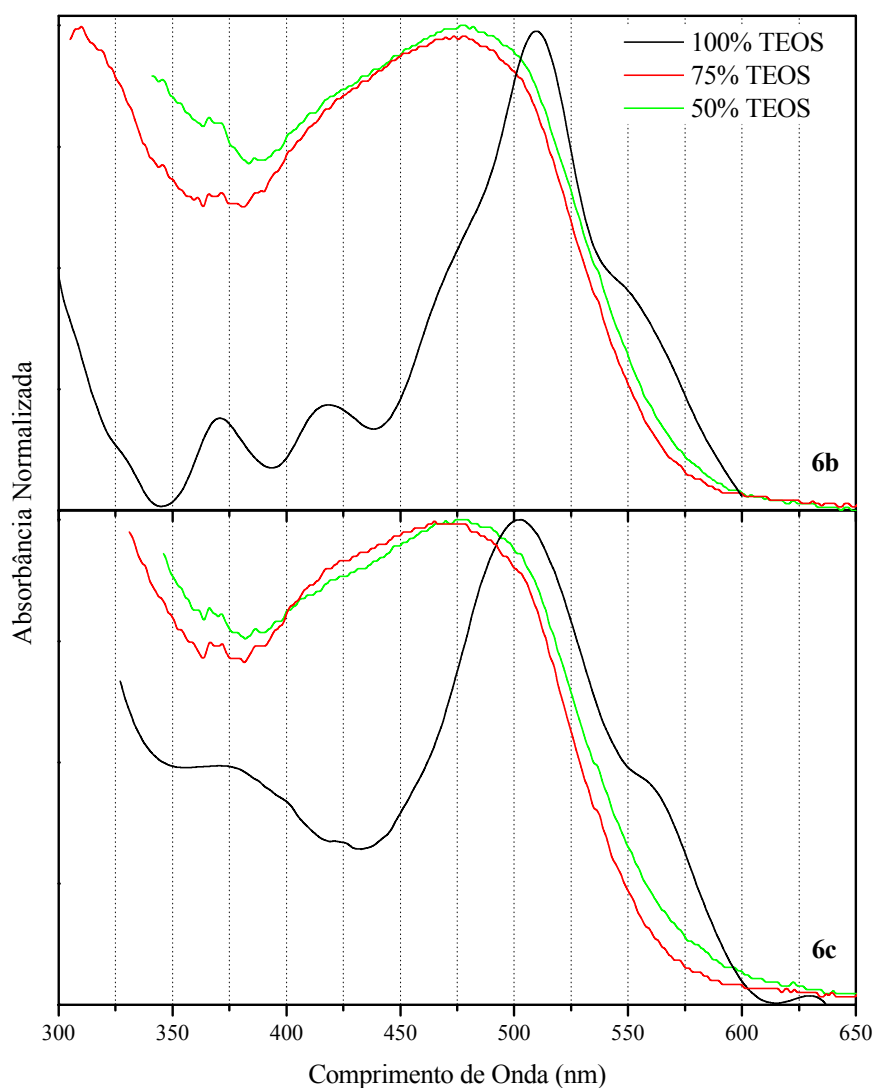 100% TEOS
75% TEOS
50% TEOS
6b
6c
Absorbância Normalizada
300 350 400 450 500 550 600 650
Comprimento de Onda (nm)